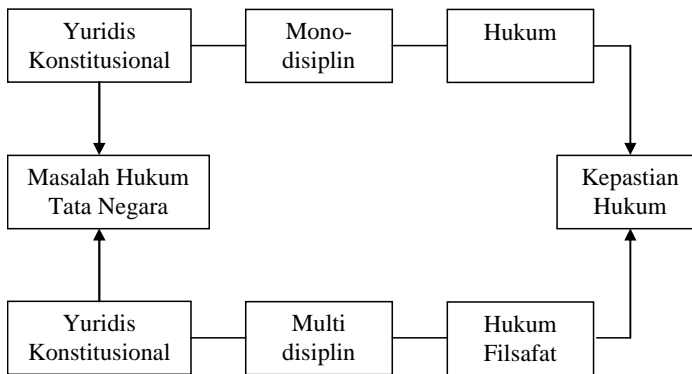 Yuridis
Konstitusional
Mono-
disiplin
Hukum
Masalah Hukum
Tata Negara
Kepastian
Hukum
Yuridis
Konstitusional
Multi
disiplin
Hukum
Filsafat